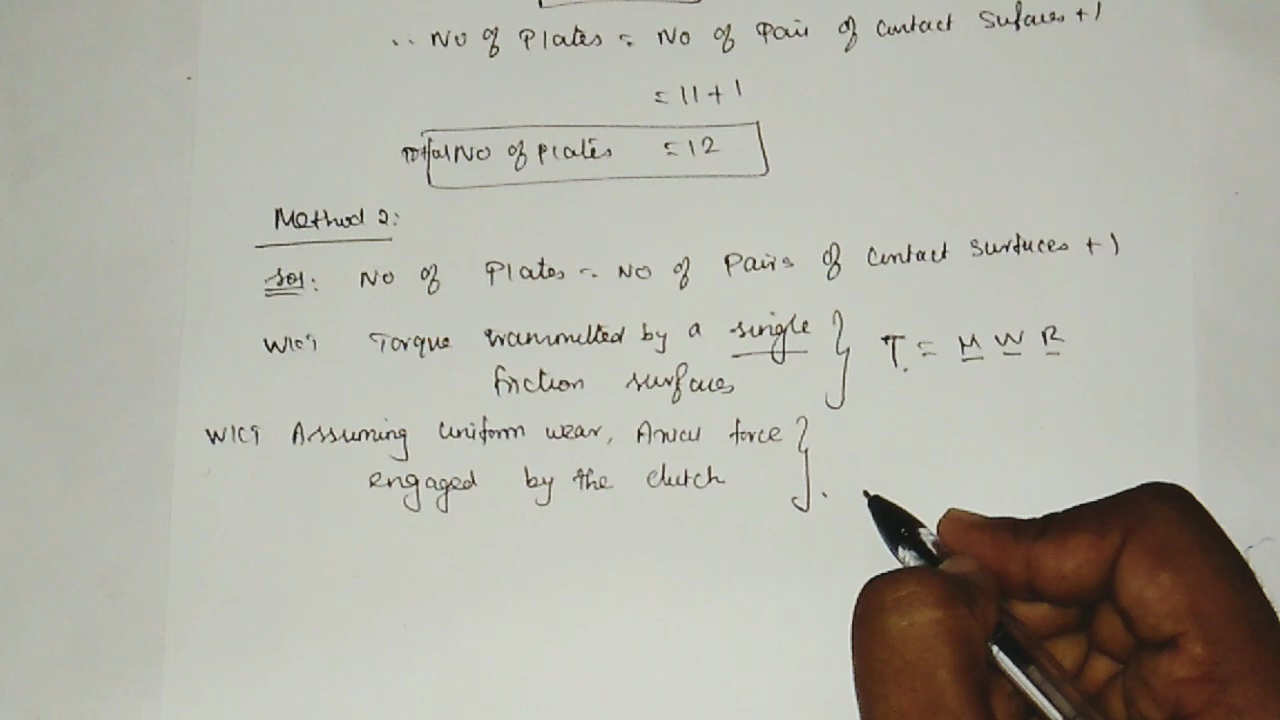 ∴ No of Plates = No of Pair of Contact Sufaces +1
= 11 + 1
Total No of Plates = 12
Method 2:
Sol: No of Plates = No of Pairs of Contact Surfaces +1
WKT Torque transmitted by a single } T = μ W R
friction surfaces
WKT Assuming uniform wear, Axial force }
engaged by the clutch